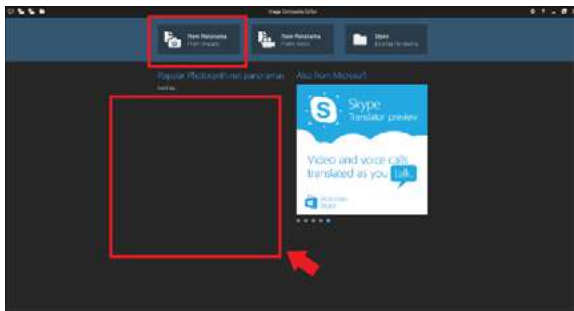 Image Composite Editor
New Panorama
From Images
New Panorama
From Video
Open
Existing Panorama
Popular Photosynth.net panoramas
Also from Microsoft
Skype
Translator preview
Video and voice calls
translated as you talk.
Windows
Store